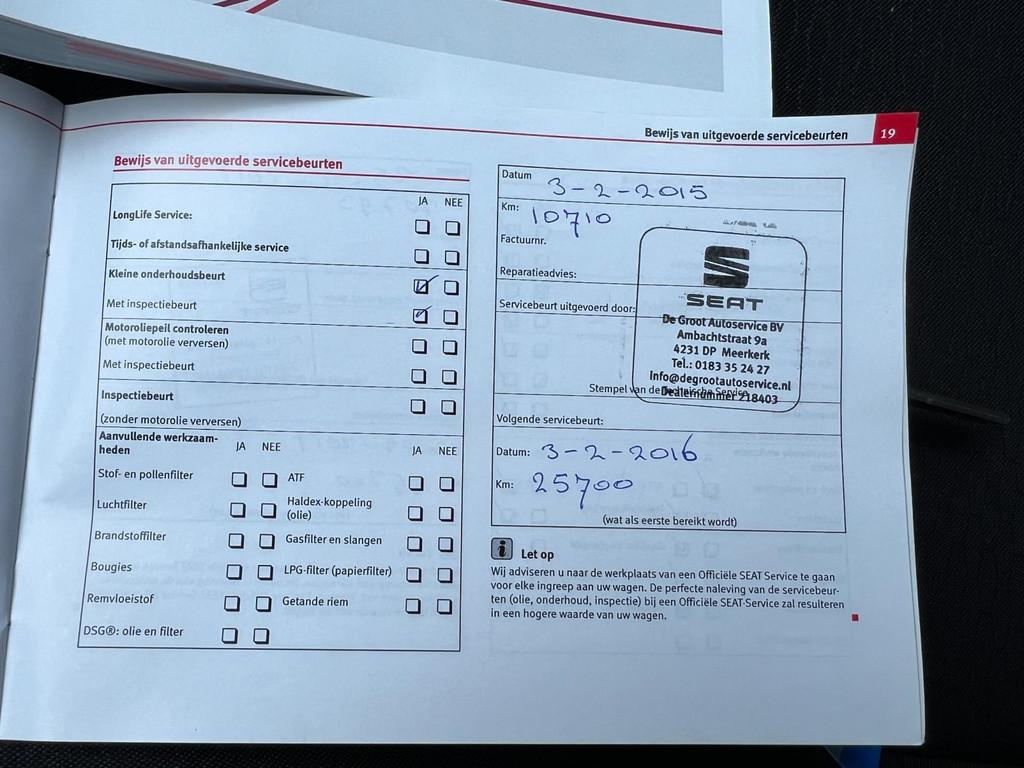 Bewijs van uitgevoerde servicebeurten 19
Bewijs van uitgevoerde servicebeurten
JA NEE
LongLife Service:
Tijds- of afstandsafhankelijke service
Kleine onderhoudsbeurt
Met inspectiebeurt
Motoroliepeil controleren
(met motorolie verversen)
Met inspectiebeurt
Inspectiebeurt
(zonder motorolie verversen)
Aanvullende werkzaam-
heden
JA NEE JA NEE
Stof- en pollenfilter ATF
Luchtfilter Haldex-koppeling
(olie)
Brandstoffilter Gasfilter en slangen
Bougies LPG-filter (papierfilter)
Remvloeistof Getande riem
DSG®: olie en filter
Datum 3-2-2015
Km: 10710
Factuurnr.
Reparatieadvies:
Servicebeurt uitgevoerd door:
SEAT
De Groot Autoservice BV
Ambachtstraat 9a
4231 DP Meerkerk
Tel.: 0183 35 24 27
Info@degrootautoservice.nl
Stempel van de Technische Service
Dealernummer 218403
Volgende servicebeurt:
Datum: 3-2-2016
Km: 25700
(wat als eerste bereikt wordt)
i Let op
Wij adviseren u naar de werkplaats van een Officiële SEAT Service te gaan
voor elke ingreep aan uw wagen. De perfecte naleving van de servicebeur-
ten (olie, onderhoud, inspectie) bij een Officiële SEAT-Service zal resulteren
in een hogere waarde van uw wagen.